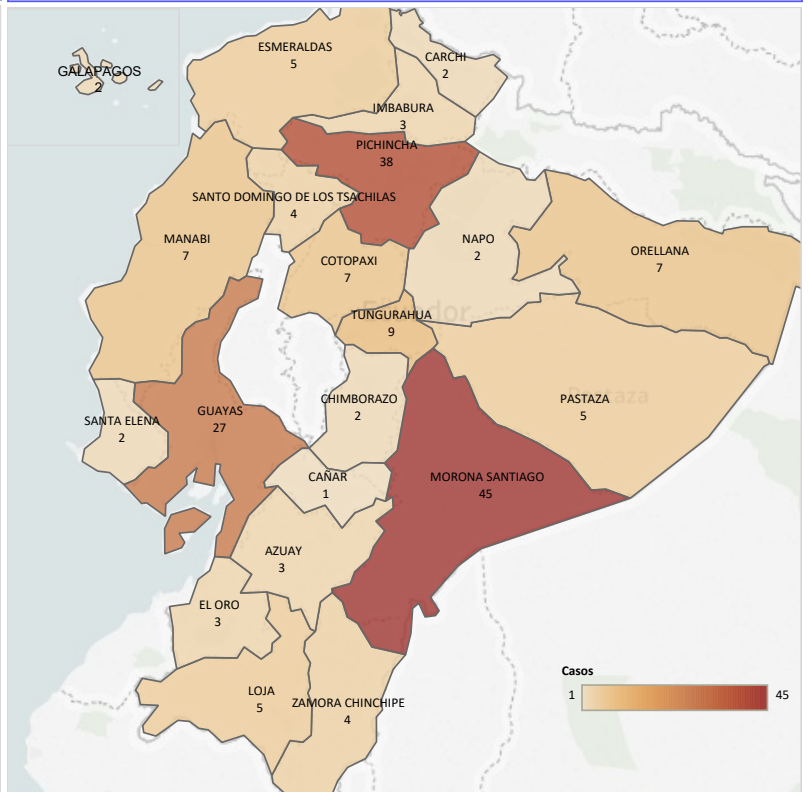 ESMERALDAS
5
CARCHI
2
GALAPAGOS
2
IMBABURA
3
PICHINCHA
38
SANTO DOMINGO DE LOS TSACHILAS
4
MANABI
7
NAPO
2
ORELLANA
7
COTOPAXI
7
Ecuador
TUNGURAHUA
9
Pastaza
PASTAZA
5
CHIMBORAZO
2
GUAYAS
27
SANTA ELENA
2
CAÑAR
1
MORONA SANTIAGO
45
AZUAY
3
EL ORO
3
LOJA
5
ZAMORA CHINCHIPE
4
Casos
1 45